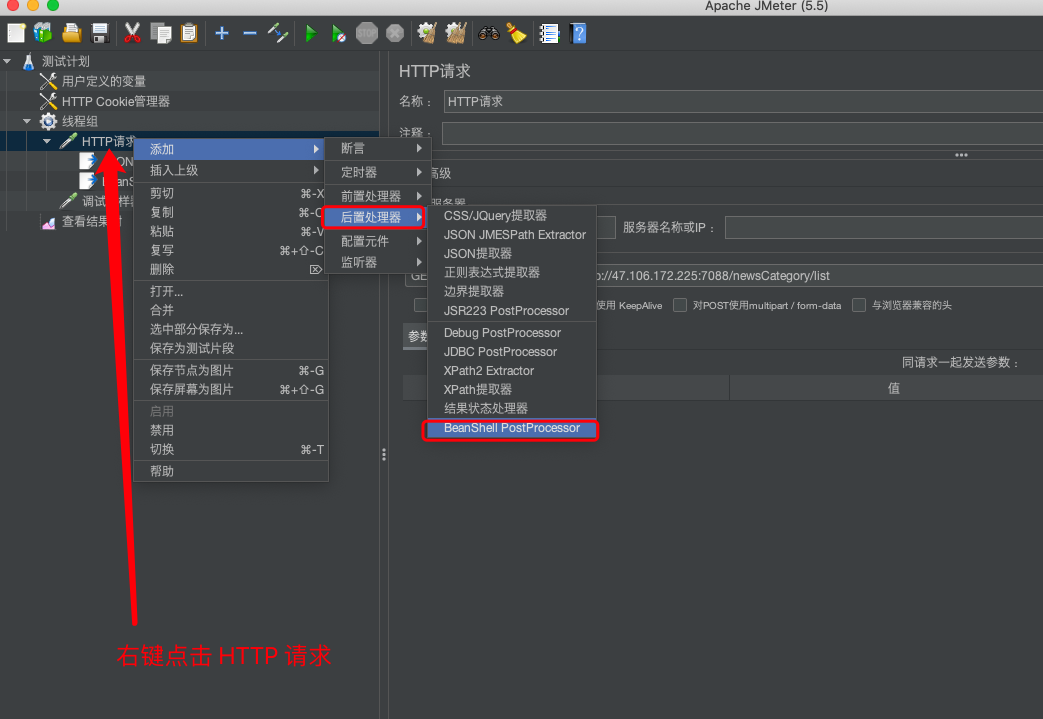 Apache JMeter (5.5)
STOP
测试计划
用户定义的变量
HTTP Cookie管理器
线程组
HTTP请求
ON
BeanS
调试
样器
查看结果
添加
插入上级
剪切 ⌘-X
复制 ⌘-C
粘贴 ⌘-V
复写 ⌘+⇧-C
删除 ⌦
打开...
合并
选中部分保存为...
保存为测试片段
保存节点为图片 ⌘-G
保存屏幕为图片 ⌘+⇧-G
启用
禁用
切换 ⌘-T
帮助
断言
定时器
前置处理器
后置处理器
配置元件
监听器
CSS/JQuery提取器
JSON JMESPath Extractor
JSON提取器
正则表达式提取器
边界提取器
JSR223 PostProcessor
Debug PostProcessor
JDBC PostProcessor
XPath2 Extractor
XPath提取器
结果状态处理器
BeanShell PostProcessor
HTTP请求
名称： HTTP请求
注释：
高级
服务器
服务器名称或IP：
GE
p://47.106.172.225:7088/newsCategory/list
使用 KeepAlive
对POST使用multipart / form-data
与浏览器兼容的头
参数
同请求一起发送参数：
值
右键点击 HTTP 请求